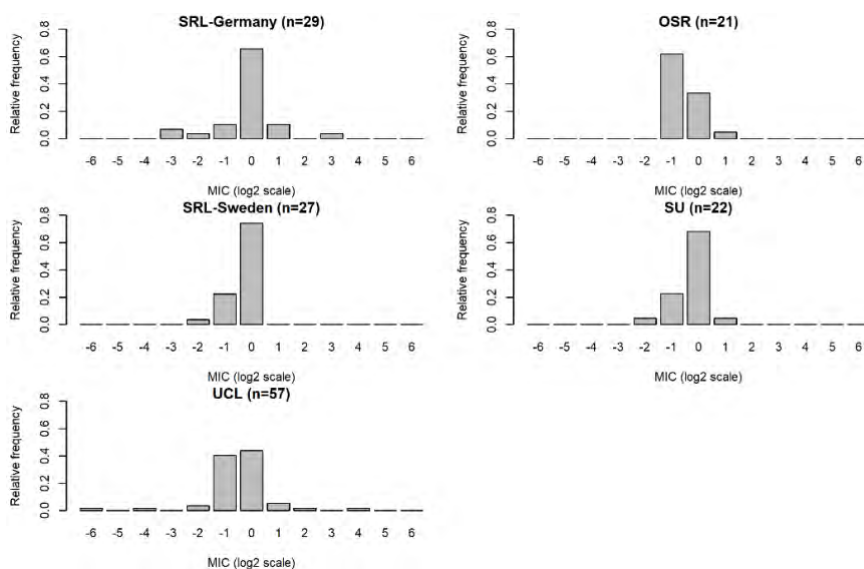 SRL-Germany (n=29)
Relative frequency
0.0 0.2 0.4 0.6 0.8
-6 -5 -4 -3 -2 -1 0 1 2 3 4 5 6
MIC (log2 scale)
OSR (n=21)
Relative frequency
0.0 0.4 0.8
-6 -5 -4 -3 -2 -1 0 1 2 3 4 5 6
MIC (log2 scale)
SRL-Sweden (n=27)
Relative frequency
0.0 0.2 0.4 0.6 0.8
-6 -5 -4 -3 -2 -1 0 1 2 3 4 5 6
MIC (log2 scale)
SU (n=22)
Relative frequency
0.0 0.2 0.4 0.6 0.8
-6 -5 -4 -3 -2 -1 0 1 2 3 4 5 6
MIC (log2 scale)
UCL (n=57)
Relative frequency
0.0 0.2 0.4 0.6 0.8
-6 -5 -4 -3 -2 -1 0 1 2 3 4 5 6
MIC (log2 scale)